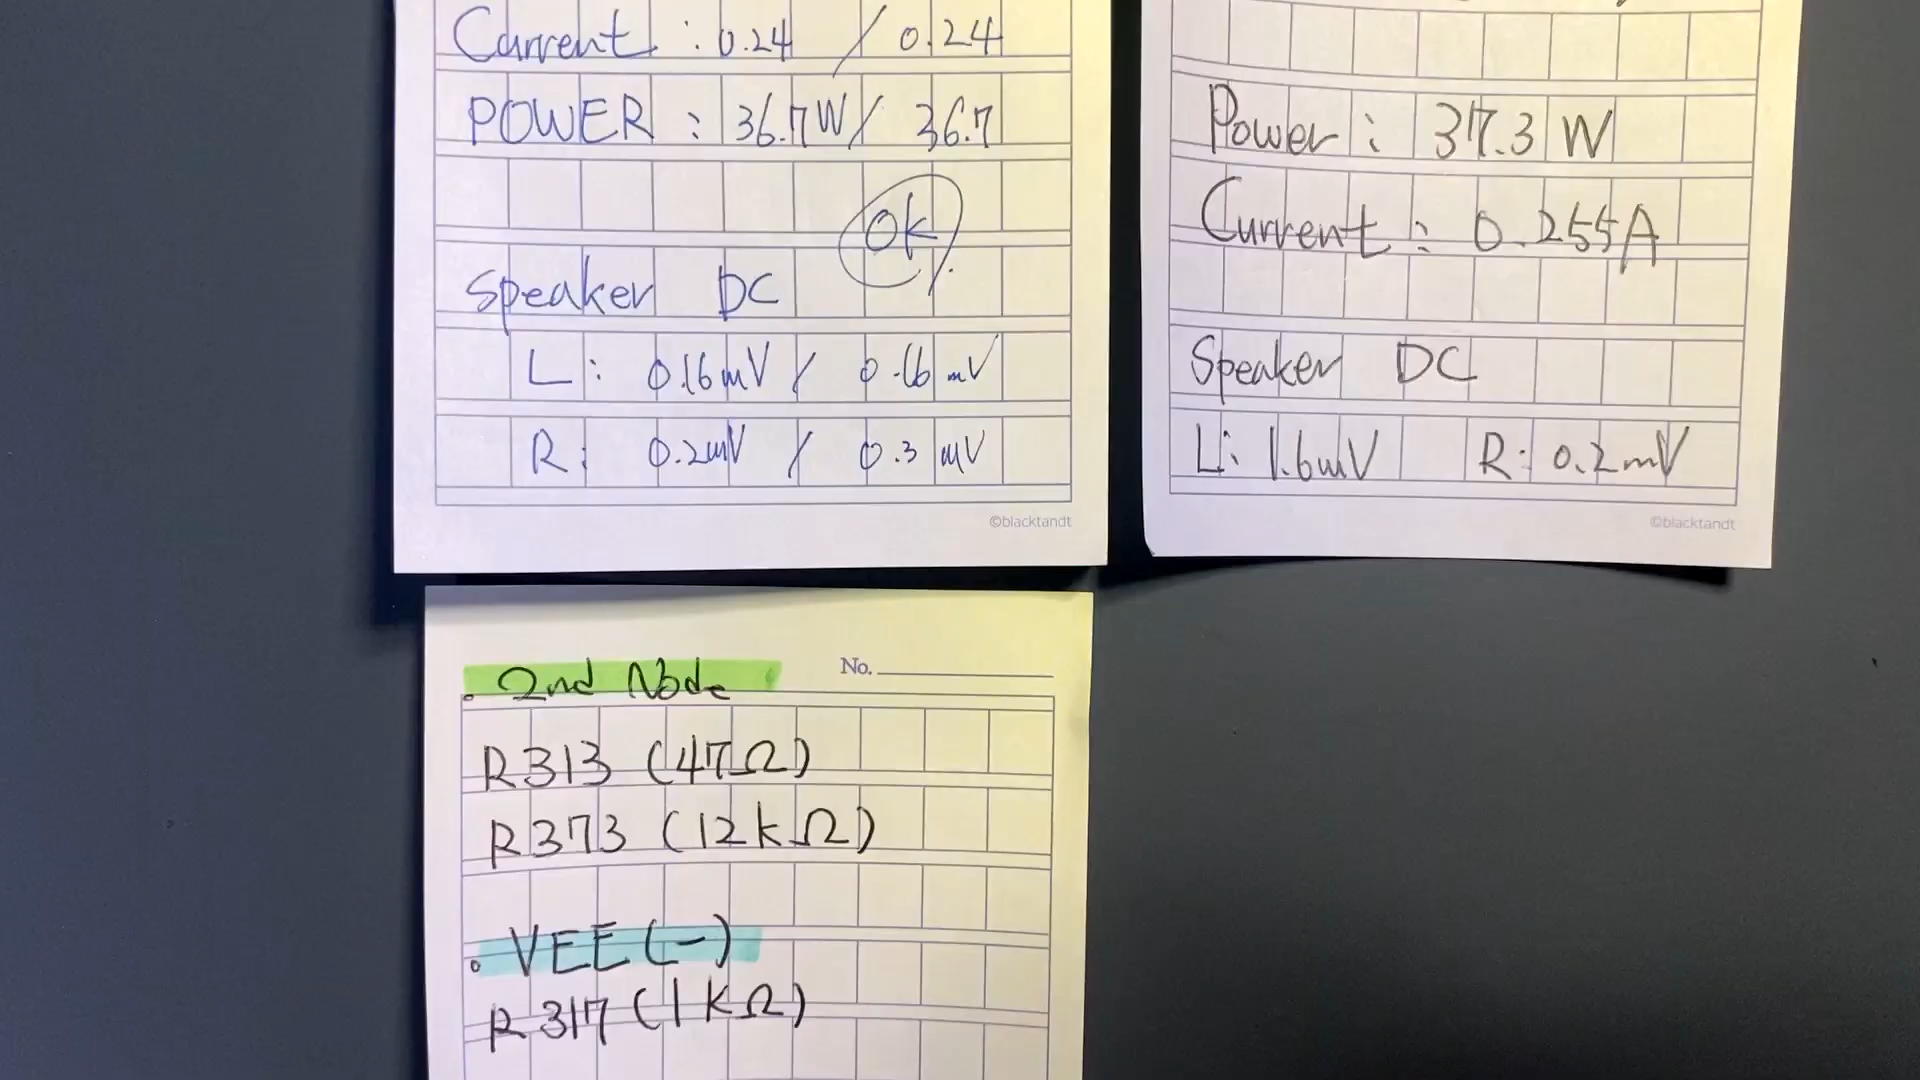 Current : 0.24 / 0.24
POWER : 36.7W / 36.7
OK
Speaker DC
L : 0.16mV / 0.16 mV
R : 0.2mV / 0.3 mV
©blacktandt
Power : 37.3 W
Current : 0.255A
Speaker DC
L: 1.6mV R: 0.2mV
©blacktandt
. 2nd Node
No.
R313 (47Ω)
R373 (12kΩ)
. VEE (-)
R317 (1kΩ)